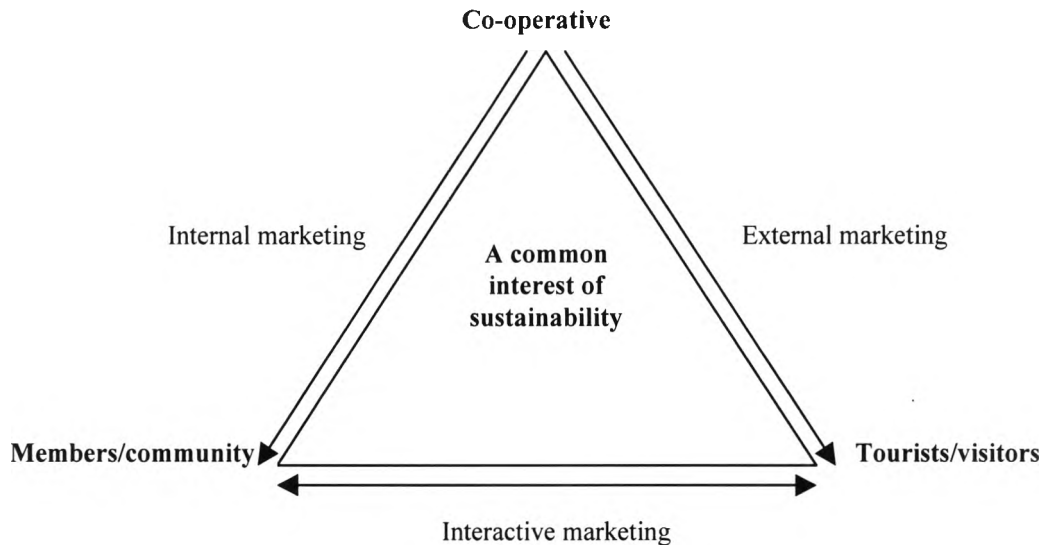 Co-operative
Internal marketing
External marketing
A common
interest of
sustainability
Members/community
Tourists/visitors
Interactive marketing